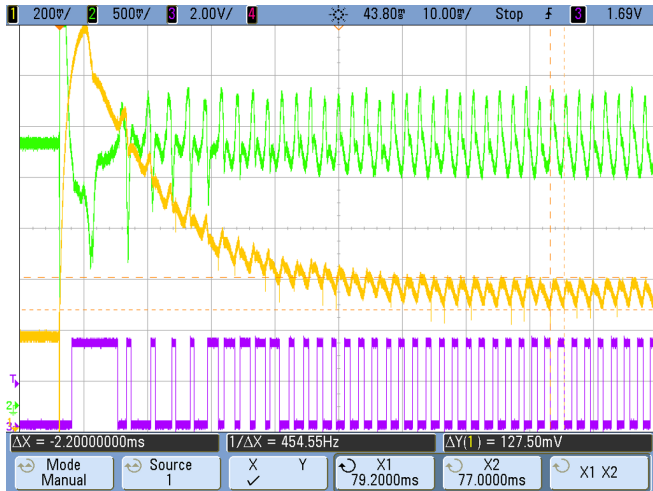 1 200mV/ 2 500mV/ 3 2.00V/ 4 43.80ms 10.00ms/ Stop 3 1.69V
T
2
3
ΔX = -2.20000000ms 1/ΔX = 454.55Hz ΔY(1) = 127.50mV
Mode Source X Y X1 X2 X1 X2
Manual 1 ✓ 79.2000ms 77.0000ms